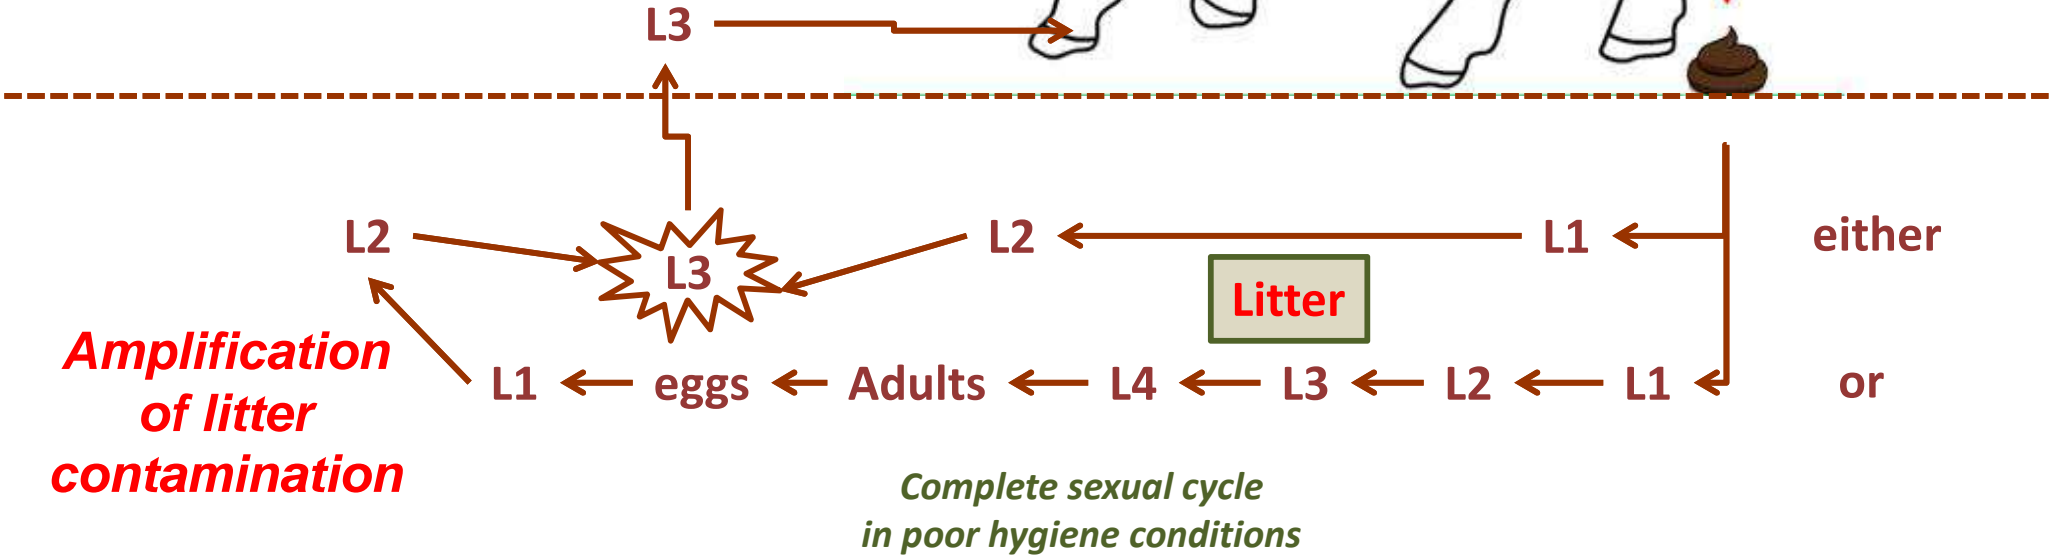 L3
L2
L3
L2
L1
either
Litter
Amplification
of litter
contamination
L1
eggs
Adults
L4
L3
L2
L1
or
Complete sexual cycle
in poor hygiene conditions